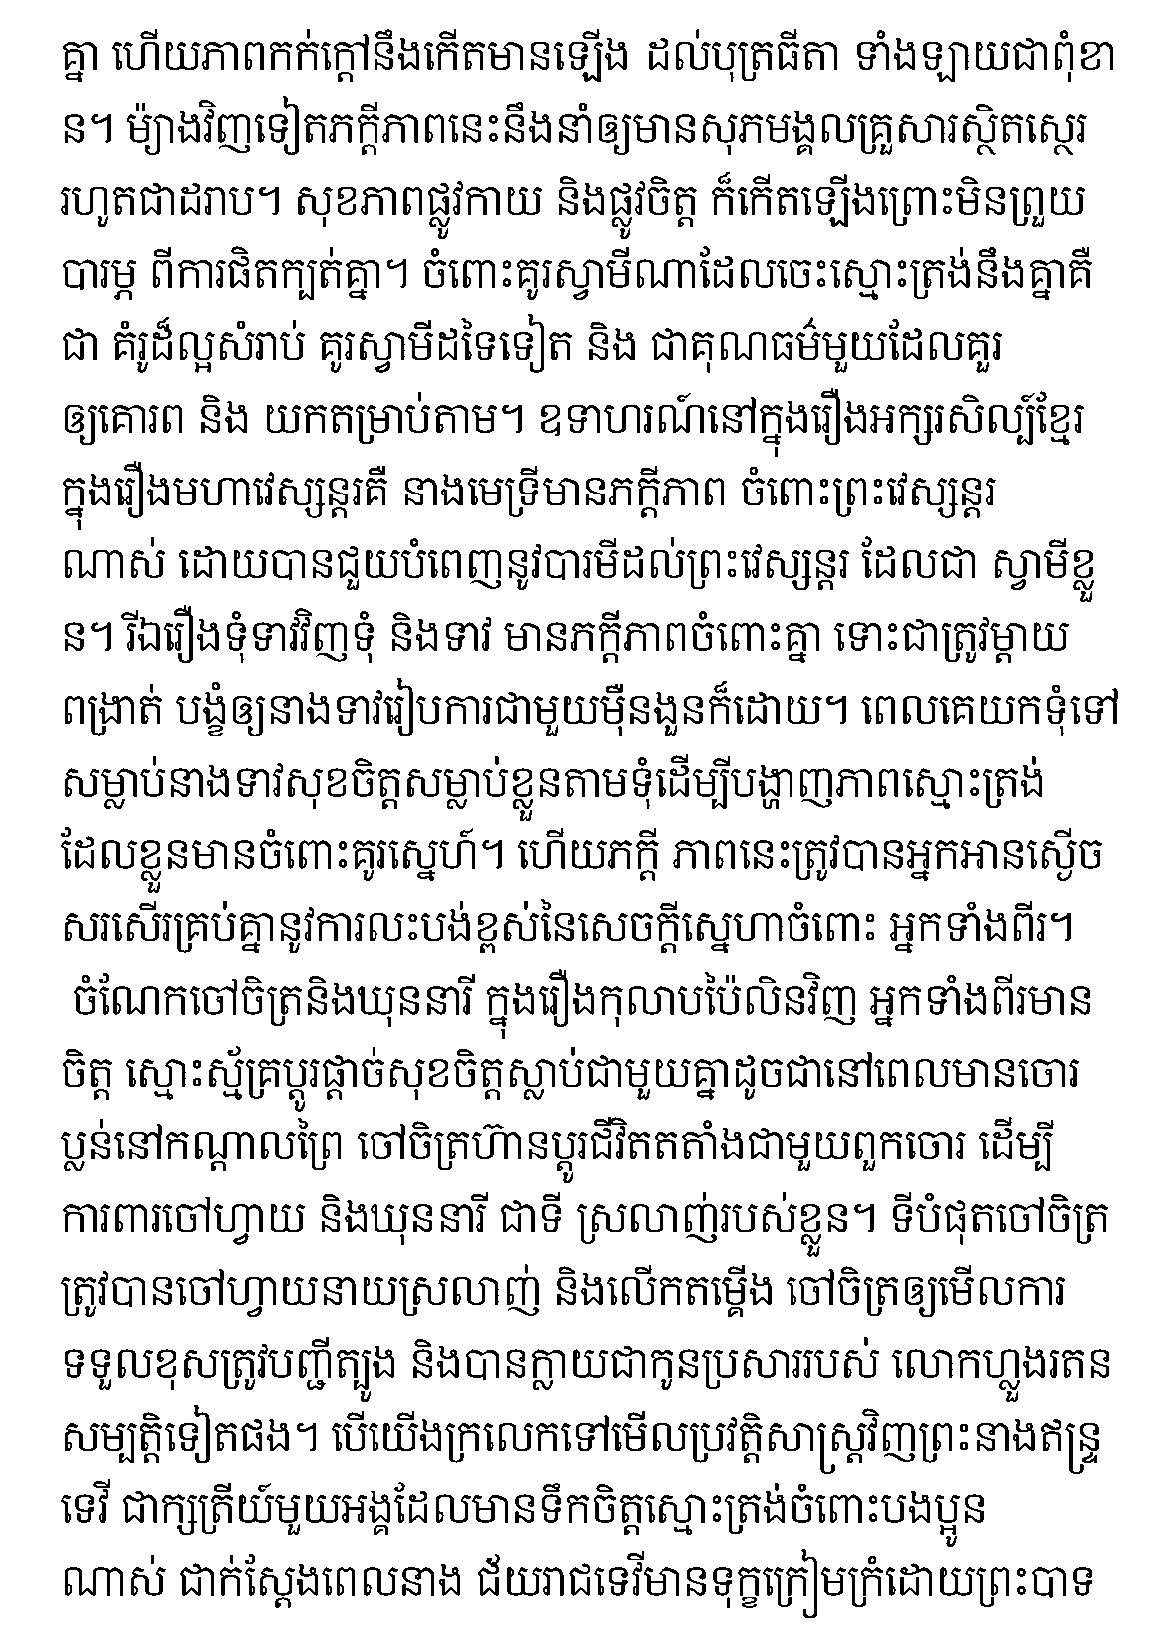 គ្នា ហើយភាពកក់ក្តៅនឹងកើតមានឡើង ដល់បុត្រធីតា ទាំងឡាយជាពុំខា
ន។ ម៉្យាងវិញទៀតភក្តីភាពនេះនឹងនាំឲ្យមានសុភមង្គលគ្រួសារស្ថិតស្ថេរ
រហូតជាដរាប។ សុខភាពផ្លូវកាយ និងផ្លូវចិត្ត ក៏កើតឡើងព្រោះមិនព្រួយ
បារម្ភ ពីការផិតក្បត់គ្នា។ ចំពោះគូរស្វាមីណាដែលចេះស្មោះត្រង់នឹងគ្នាគឺ
ជា គំរូដ៏ល្អសំរាប់ គូរស្វាមីដទៃទៀត និង ជាគុណធម៌មួយដែលគួរ
ឲ្យគោរព និង យកតម្រាប់តាម។ ឧទាហរណ៍នៅក្នុងរឿងអក្សរសិល្ប៍ខ្មែរ
ក្នុងរឿងមហាវេស្សន្តរគឺ នាងមេទ្រីមានភក្តីភាព ចំពោះព្រះវេស្សន្តរ
ណាស់ ដោយបានជួយបំពេញនូវបារមីដល់ព្រះវេស្សន្តរ ដែលជា ស្វាមីខ្លួ
ន។ រីឯរឿងទុំទាវវិញទុំ និងទាវ មានភក្តីភាពចំពោះគ្នា ទោះជាត្រូវម្តាយ
ពង្រាត់ បង្ខំឲ្យនាងទាវរៀបការជាមួយម៉ឺនងួនក៏ដោយ។ ពេលគេយកទុំទៅ
សម្លាប់នាងទាវសុខចិត្តសម្លាប់ខ្លួនតាមទុំដើម្បីបង្ហាញភាពស្មោះត្រង់
ដែលខ្លួនមានចំពោះគូរស្នេហ៍។ ហើយភក្តី ភាពនេះត្រូវបានអ្នកអានស្ងើច
សរសើរគ្រប់គ្នានូវការលះបង់ខ្ពស់នៃសេចក្តីស្នេហាចំពោះ អ្នកទាំងពីរ។
ចំណែកចៅចិត្រនិងឃុននារី ក្នុងរឿងកុលាបប៉ៃលិនវិញ អ្នកទាំងពីរមាន
ចិត្ត ស្មោះស្ម័គ្រប្តូរផ្តាច់សុខចិត្តស្លាប់ជាមួយគ្នាដូចជានៅពេលមានចោរ
ប្លន់នៅកណ្តាលព្រៃ ចៅចិត្រហ៊ានប្តូរជីវិតតតាំងជាមួយពួកចោរ ដើម្បី
ការពារចៅហ្វាយ និងឃុននារី ជាទី ស្រលាញ់របស់ខ្លួន។ ទីបំផុតចៅចិត្រ
ត្រូវបានចៅហ្វាយនាយស្រលាញ់ និងលើកតម្គើង ចៅចិត្រឲ្យមើលការ
ទទួលខុសត្រូវបញ្ជីត្បូង និងបានក្លាយជាកូនប្រសាររបស់ លោកហ្លួងរតន
សម្បត្តិទៀតផង។ បើយើងក្រលេកទៅមើលប្រវត្តិសាស្ត្រវិញព្រះនាងឥន្ទ្រ
ទេវី ជាក្សត្រីយ៍មួយអង្គដែលមានទឹកចិត្តស្មោះត្រង់ចំពោះបងប្អូន
ណាស់ ជាក់ស្តែងពេលនាង ជ័យរាជទេវីមានទុក្ខក្រៀមក្រំដោយព្រះបាទ